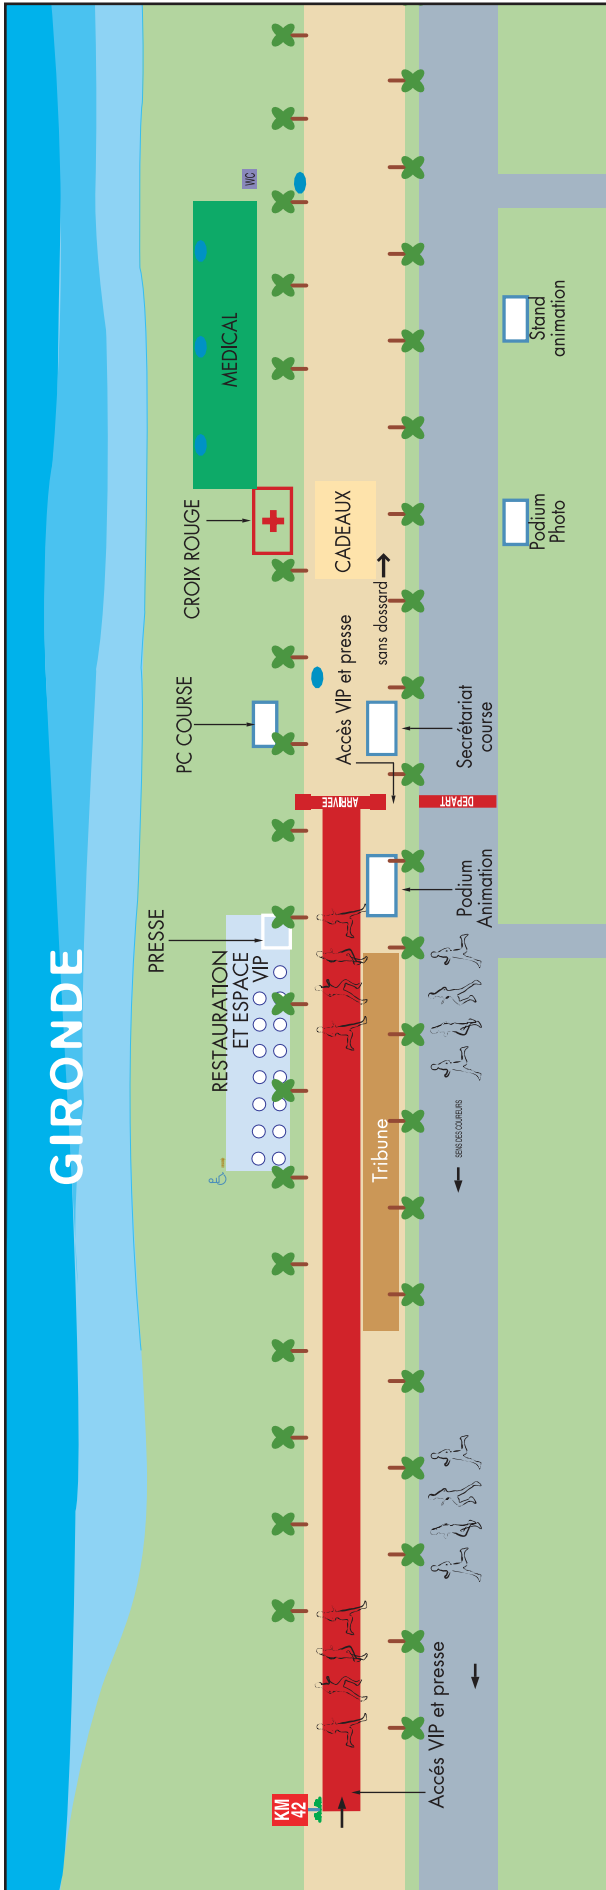 GIRONDE
WC
MEDICAL
CROIX ROUGE
CADEAUX
sans dossard
PC COURSE
Accès VIP et presse
Secrétariat
course
ARRIVEE
DEPART
PRESSE
RESTAURATION
ET ESPACE
VIP
Podium
Animation
Tribune
SENS DES COUREURS
Stand
animation
Podium
Photo
Accés VIP et presse
KM
42